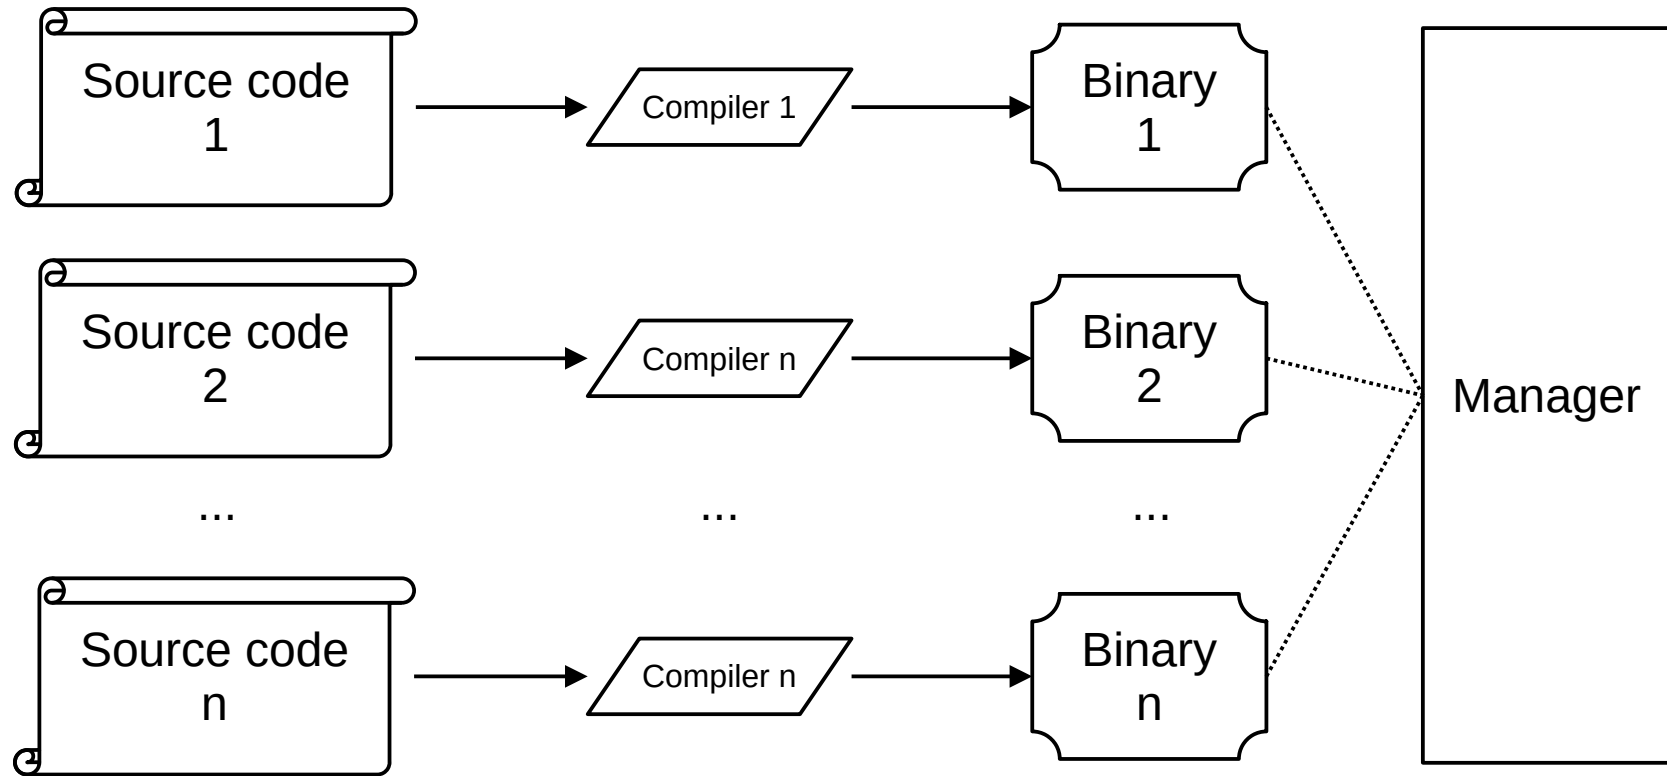 Source code
1
Compiler 1
Binary
1
Source code
2
Compiler n
Binary
2
Manager
...
...
...
Source code
n
Compiler n
Binary
n